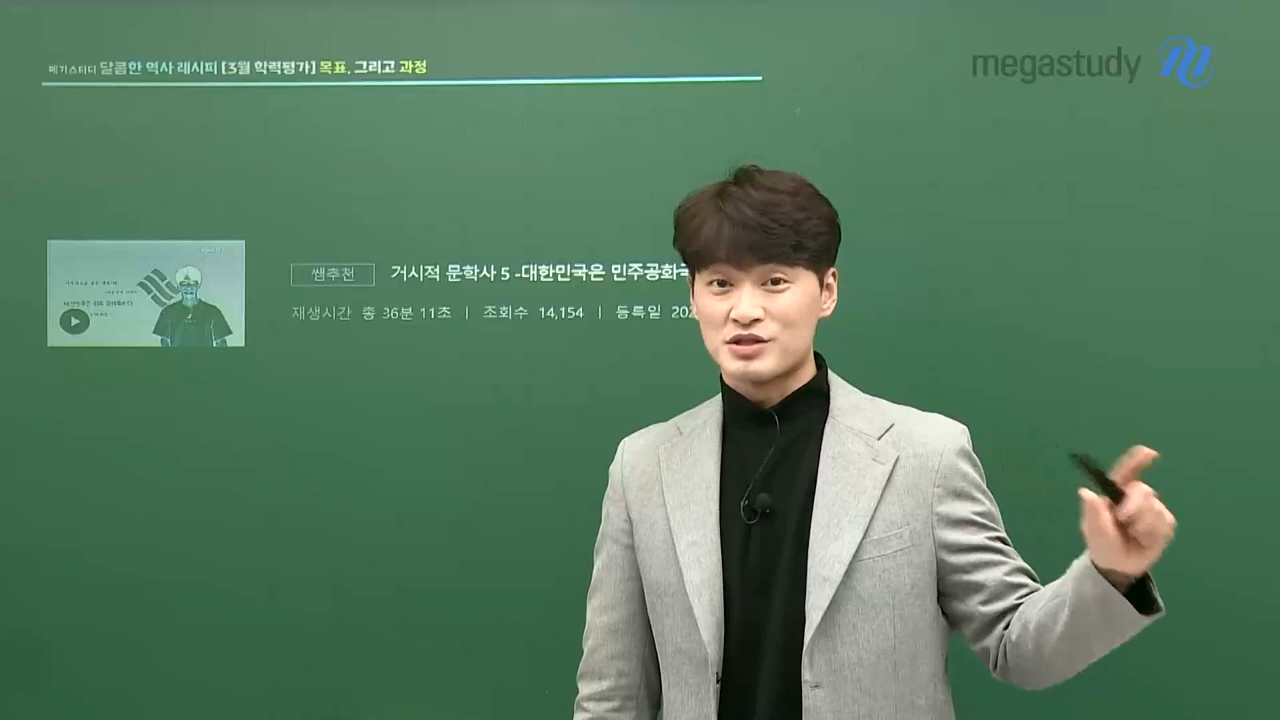 메가스터디 달콤한 역사 레시피 [3월 학력평가] 목표, 그리고 과정
megastudy
쌤추천 거시적 문학사 5 -대한민국은 민주공화국
재생시간 총 36분 11초 | 조회수 14,154 | 등록일 202